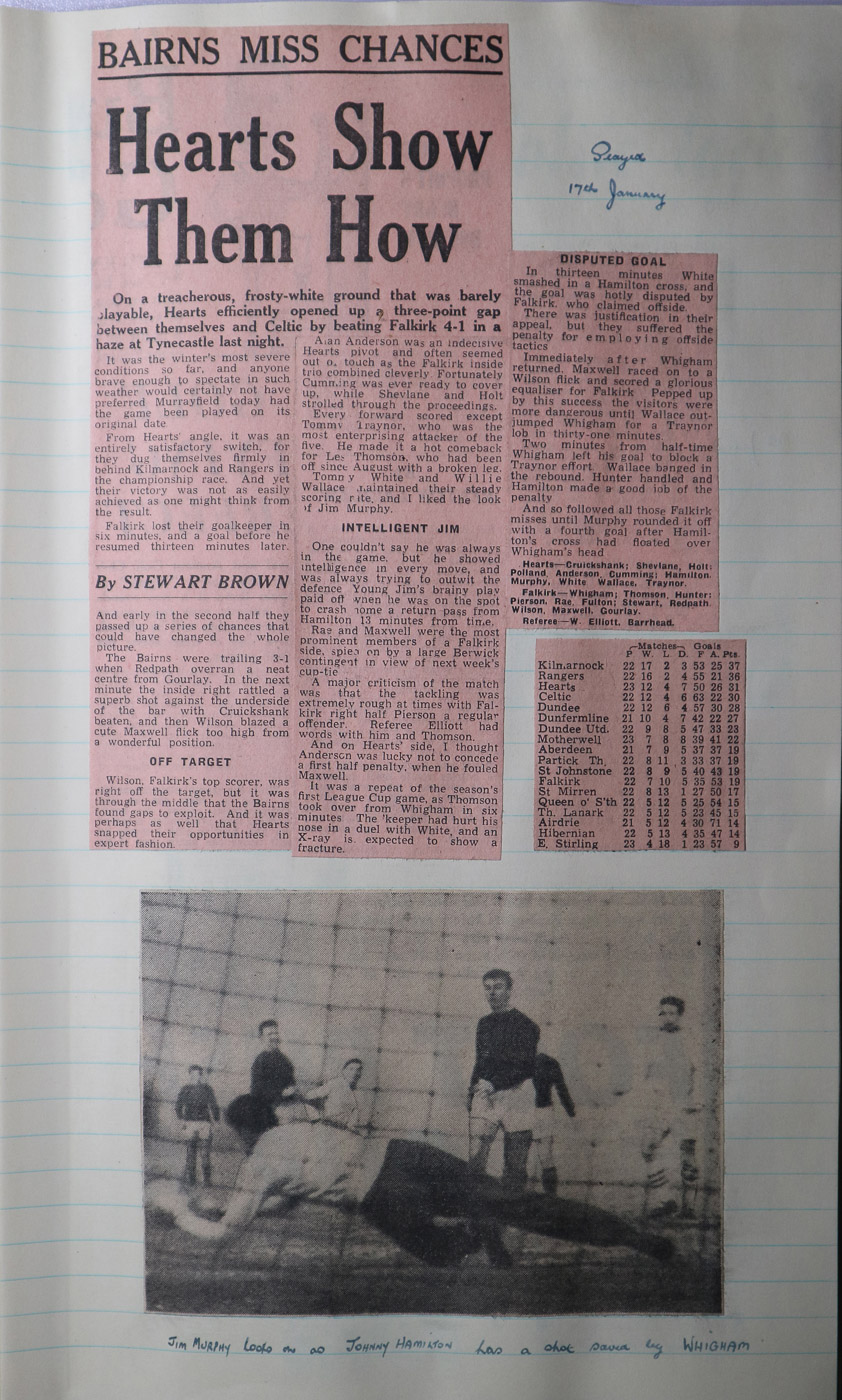 BAIRNS MISS CHANCES
Hearts Show
Them How
On a treacherous, frosty-white ground that was barely
playable, Hearts efficiently opened up a three-point gap
between themselves and Celtic by beating Falkirk 4-1 in a
haze at Tynecastle last night.
It was the winter's most severe
conditions so far, and anyone
brave enough to spectate in such
weather would certainly not have
preferred Murrayfield today had
the game been played on its
original date
From Hearts' angle, it was an
entirely satisfactory switch, for
they dug themselves firmly in
behind Kilmarnock and Rangers in
the championship race. And yet
their victory was not as easily
achieved as one might think from
the result.
Falkirk lost their goalkeeper in
six minutes, and a goal before he
resumed thirteen minutes later.
By STEWART BROWN
And early in the second half they
passed up a series of chances that
could have changed the whole
picture.
The Bairns were trailing 3-1
when Redpath overran a neat
centre from Gourlay. In the next
minute the inside right rattled a
superb shot against the underside
of the bar with Cruickshank
beaten, and then Wilson blazed a
cute Maxwell flick too high from
a wonderful position.
OFF TARGET
Wilson, Falkirk's top scorer, was
right off the target, but it was
through the middle that the Bairns
found gaps to exploit. And it was
perhaps as well that Hearts
snapped their opportunities in
expert fashion.
Alan Anderson was an indecisive
Hearts pivot and often seemed
out of touch as the Falkirk inside
trio combined cleverly. Fortunately
Cumming was ever ready to cover
up, while Shevlane and Holt
strolled through the proceedings.
Every forward scored except
Tommy Traynor, who was the
most enterprising attacker of the
five. He made it a hot comeback
for Les Thomson, who had been
off since August with a broken leg.
Tommy White and Willie
Wallace maintained their steady
scoring rate, and I liked the look
of Jim Murphy.
INTELLIGENT JIM
One couldn't say he was always
in the game, but he showed
intelligence in every move, and
was always trying to outwit the
defence Young Jim's brainy play
paid off when he was on the spot
to crash home a return pass from
Hamilton 13 minutes from time.
Rae and Maxwell were the most
prominent members of a Falkirk
side, spied on by a large Berwick
contingent in view of next week's
cup-tie
A major criticism of the match
was that the tackling was
extremely rough at times with Fal-
kirk right half Pierson a regular
offender. Referee Elliott had
words with him and Thomson.
And on Hearts' side, I thought
Anderson was lucky not to concede
a first half penalty, when he fouled
Maxwell.
It was a repeat of the season's
first League Cup game, as Thomson
took over from Whigham in six
minutes The 'keeper had hurt his
nose in a duel with White, and an
X-ray is expected to show a
fracture.
Played
17th January
DISPUTED GOAL
In thirteen minutes White
smashed in a Hamilton cross, and
the goal was hotly disputed by
Falkirk, who claimed offside.
There was justification in their
appeal, but they suffered the
penalty for employing offside
tactics
Immediately after Whigham
returned, Maxwell raced on to a
Wilson flick and scored a glorious
equaliser for Falkirk Pepped up
by this success the visitors were
more dangerous until Wallace out-
jumped Whigham for a Traynor
lob in thirty-one minutes.
Two minutes from half-time
Whigham left his goal to block a
Traynor effort Wallace banged in
the rebound. Hunter handled and
Hamilton made a good job of the
penalty
And so followed all those Falkirk
misses until Murphy rounded it off
with a fourth goal after Hamil-
ton's cross had floated over
Whigham's head
Hearts—Cruickshank; Shevlane, Holt;
Polland, Anderson, Cumming; Hamilton.
Murphy, White Wallace, Traynor.
Falkirk—Whigham; Thomson, Hunter;
Pierson, Rae, Fulton; Stewart, Redpath
Wilson, Maxwell, Gourlay.
Referee—W. Elliott, Barrhead.
Matches Goals
P W. L. D. F A. Pts.
Kilmarnock 22 17 2 3 53 25 37
Rangers 22 16 2 4 55 21 36
Hearts 23 12 4 7 50 26 31
Celtic 22 12 4 6 63 22 30
Dundee 22 12 6 4 57 30 28
Dunfermline 21 10 4 7 42 22 27
Dundee Utd. 22 9 8 5 47 33 23
Motherwell 23 7 8 8 39 41 22
Aberdeen 21 7 9 5 37 37 19
Partick Th. 22 8 11 3 33 37 19
St Johnstone 22 8 9 5 40 43 19
Falkirk 22 7 10 5 35 53 19
St Mirren 22 8 13 1 27 50 17
Queen o' S'th 22 5 12 5 25 54 15
Th. Lanark 22 5 12 5 23 45 15
Airdrie 21 5 12 4 30 71 14
Hibernian 22 5 13 4 35 47 14
E. Stirling 23 4 18 1 23 57 9
JIM MURPHY looks on as JOHNNY HAMILTON has a shot saved by WHIGHAM